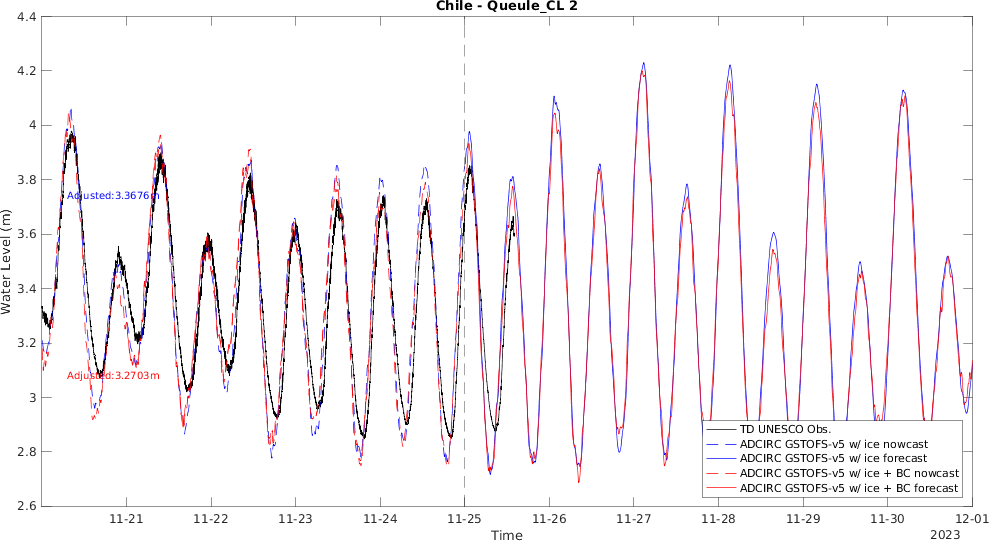 Chile - Queule_CL 2
Water Level (m)
4.4
4.2
4
3.8
3.6
3.4
3.2
3
2.8
2.6
Adjusted:3.3676m
Adjusted:3.2703m
TD UNESCO Obs.
ADCIRC GSTOFS-v5 w/ ice nowcast
ADCIRC GSTOFS-v5 w/ ice forecast
ADCIRC GSTOFS-v5 w/ ice + BC nowcast
ADCIRC GSTOFS-v5 w/ ice + BC forecast
11-21 11-22 11-23 11-24 11-25 11-26 11-27 11-28 11-29 11-30 12-01
Time
2023